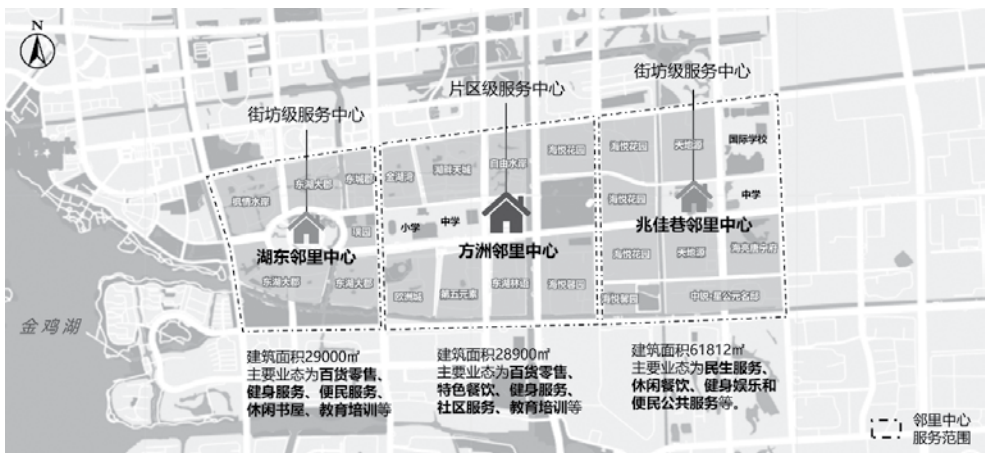 N
街坊级服务中心
片区级服务中心
街坊级服务中心
枫情水岸
东湖大郡
东城郡
湖东邻里中心
东湖大郡
东湖大郡
金湖湾
湖畔天城
自由水岸
海悦花园
小学
中学
方洲邻里中心
欧洲城
第五元素
东湖林语
海悦馨园
海悦花园
天地源
国际学校
海悦花园
中学
兆佳巷邻里中心
海悦花园
天地源
海亮唐宁府
海悦馨园
中锐·星公元名邸
金鸡湖
建筑面积29000㎡
主要业态为百货零售、
健身服务、便民服务、
休闲书屋、教育培训等
建筑面积28900㎡
主要业态为百货零售、
特色餐饮、健身服务、
社区服务、教育培训等
建筑面积61812㎡
主要业态为民生服务、
休闲餐饮、健身娱乐和
便民公共服务等。
邻里中心
服务范围